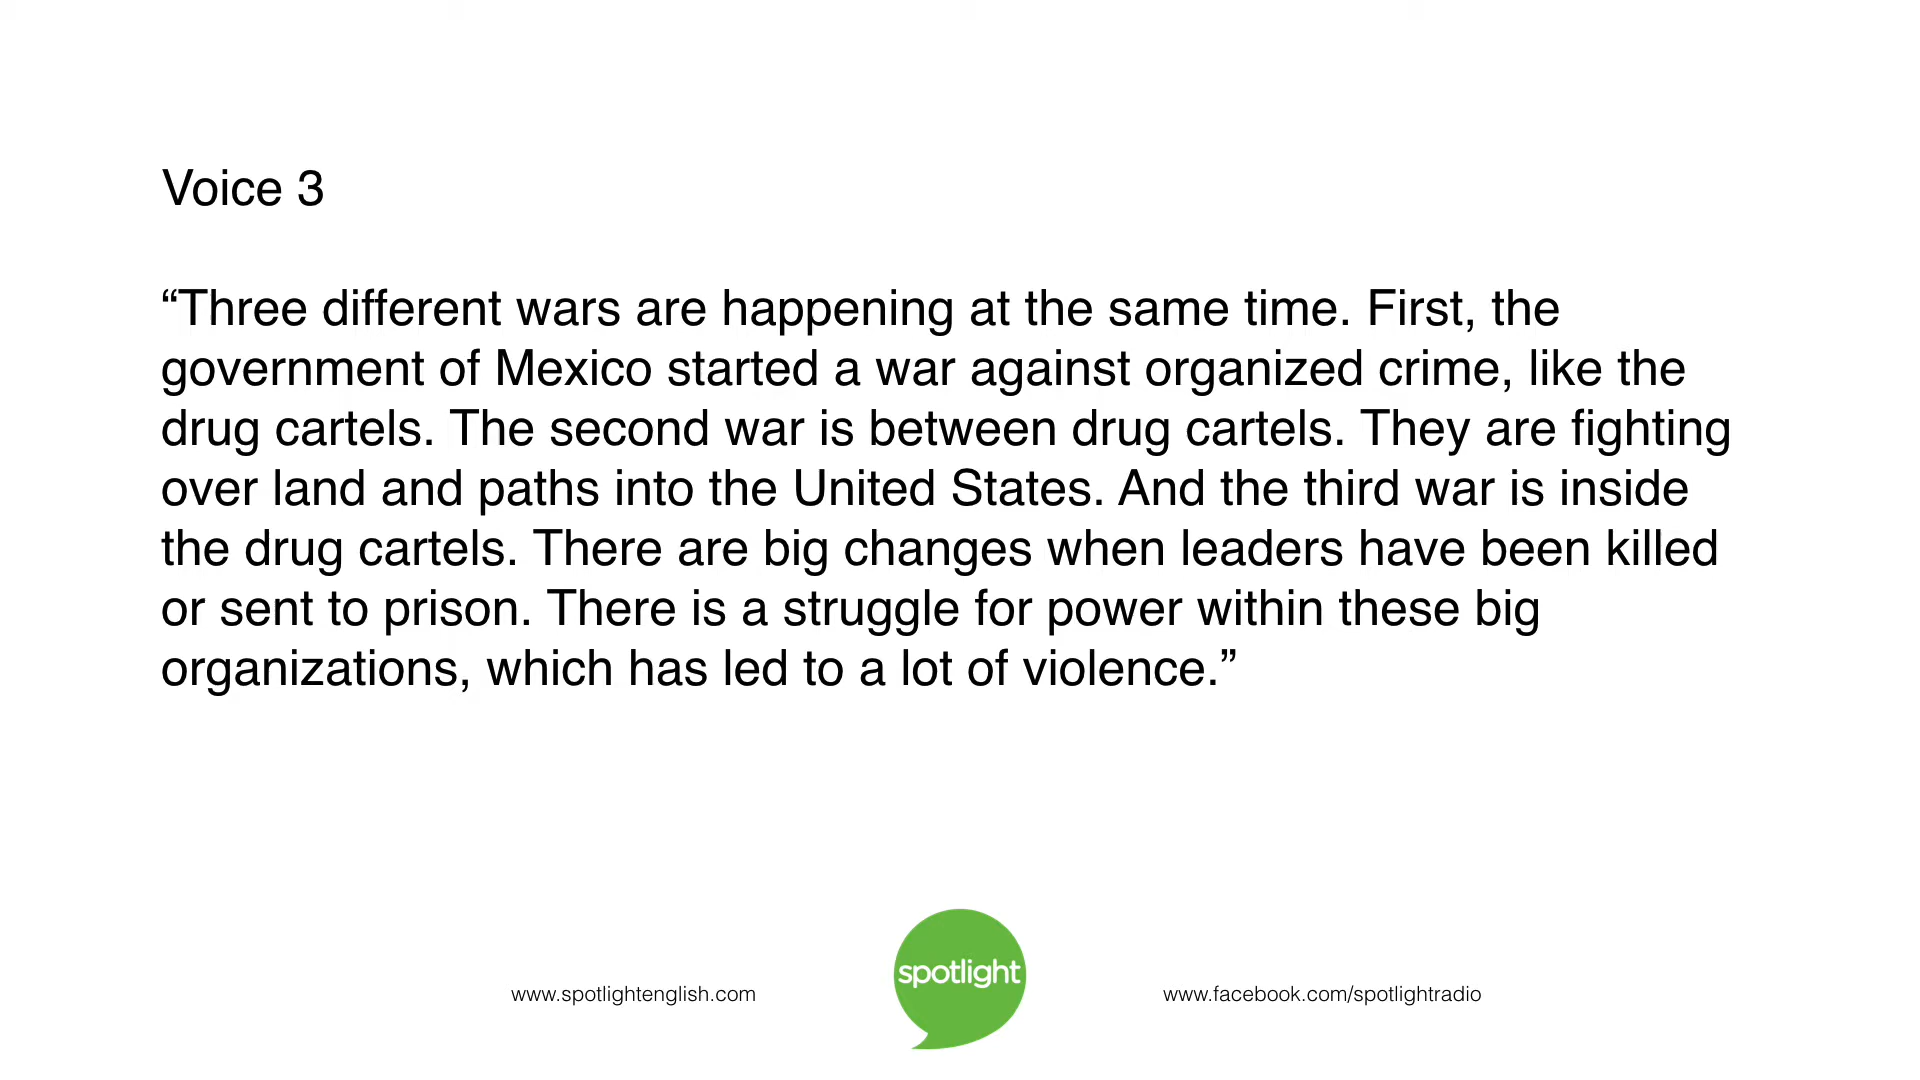 Voice 3
“Three different wars are happening at the same time. First, the
government of Mexico started a war against organized crime, like the
drug cartels. The second war is between drug cartels. They are fighting
over land and paths into the United States. And the third war is inside
the drug cartels. There are big changes when leaders have been killed
or sent to prison. There is a struggle for power within these big
organizations, which has led to a lot of violence.”
spotlight
www.spotlightenglish.com
www.facebook.com/spotlightradio